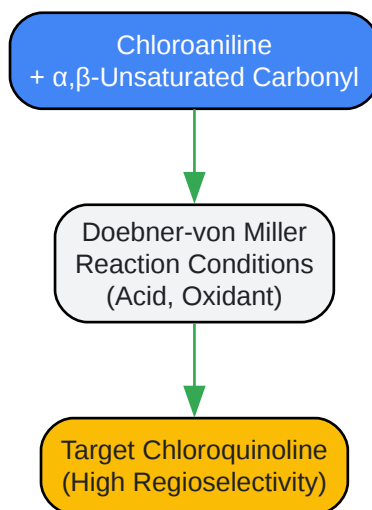 Chloroaniline
+ α,β-Unsaturated Carbonyl
Doebner-von Miller
Reaction Conditions
(Acid, Oxidant)
Target Chloroquinoline
(High Regioselectivity)